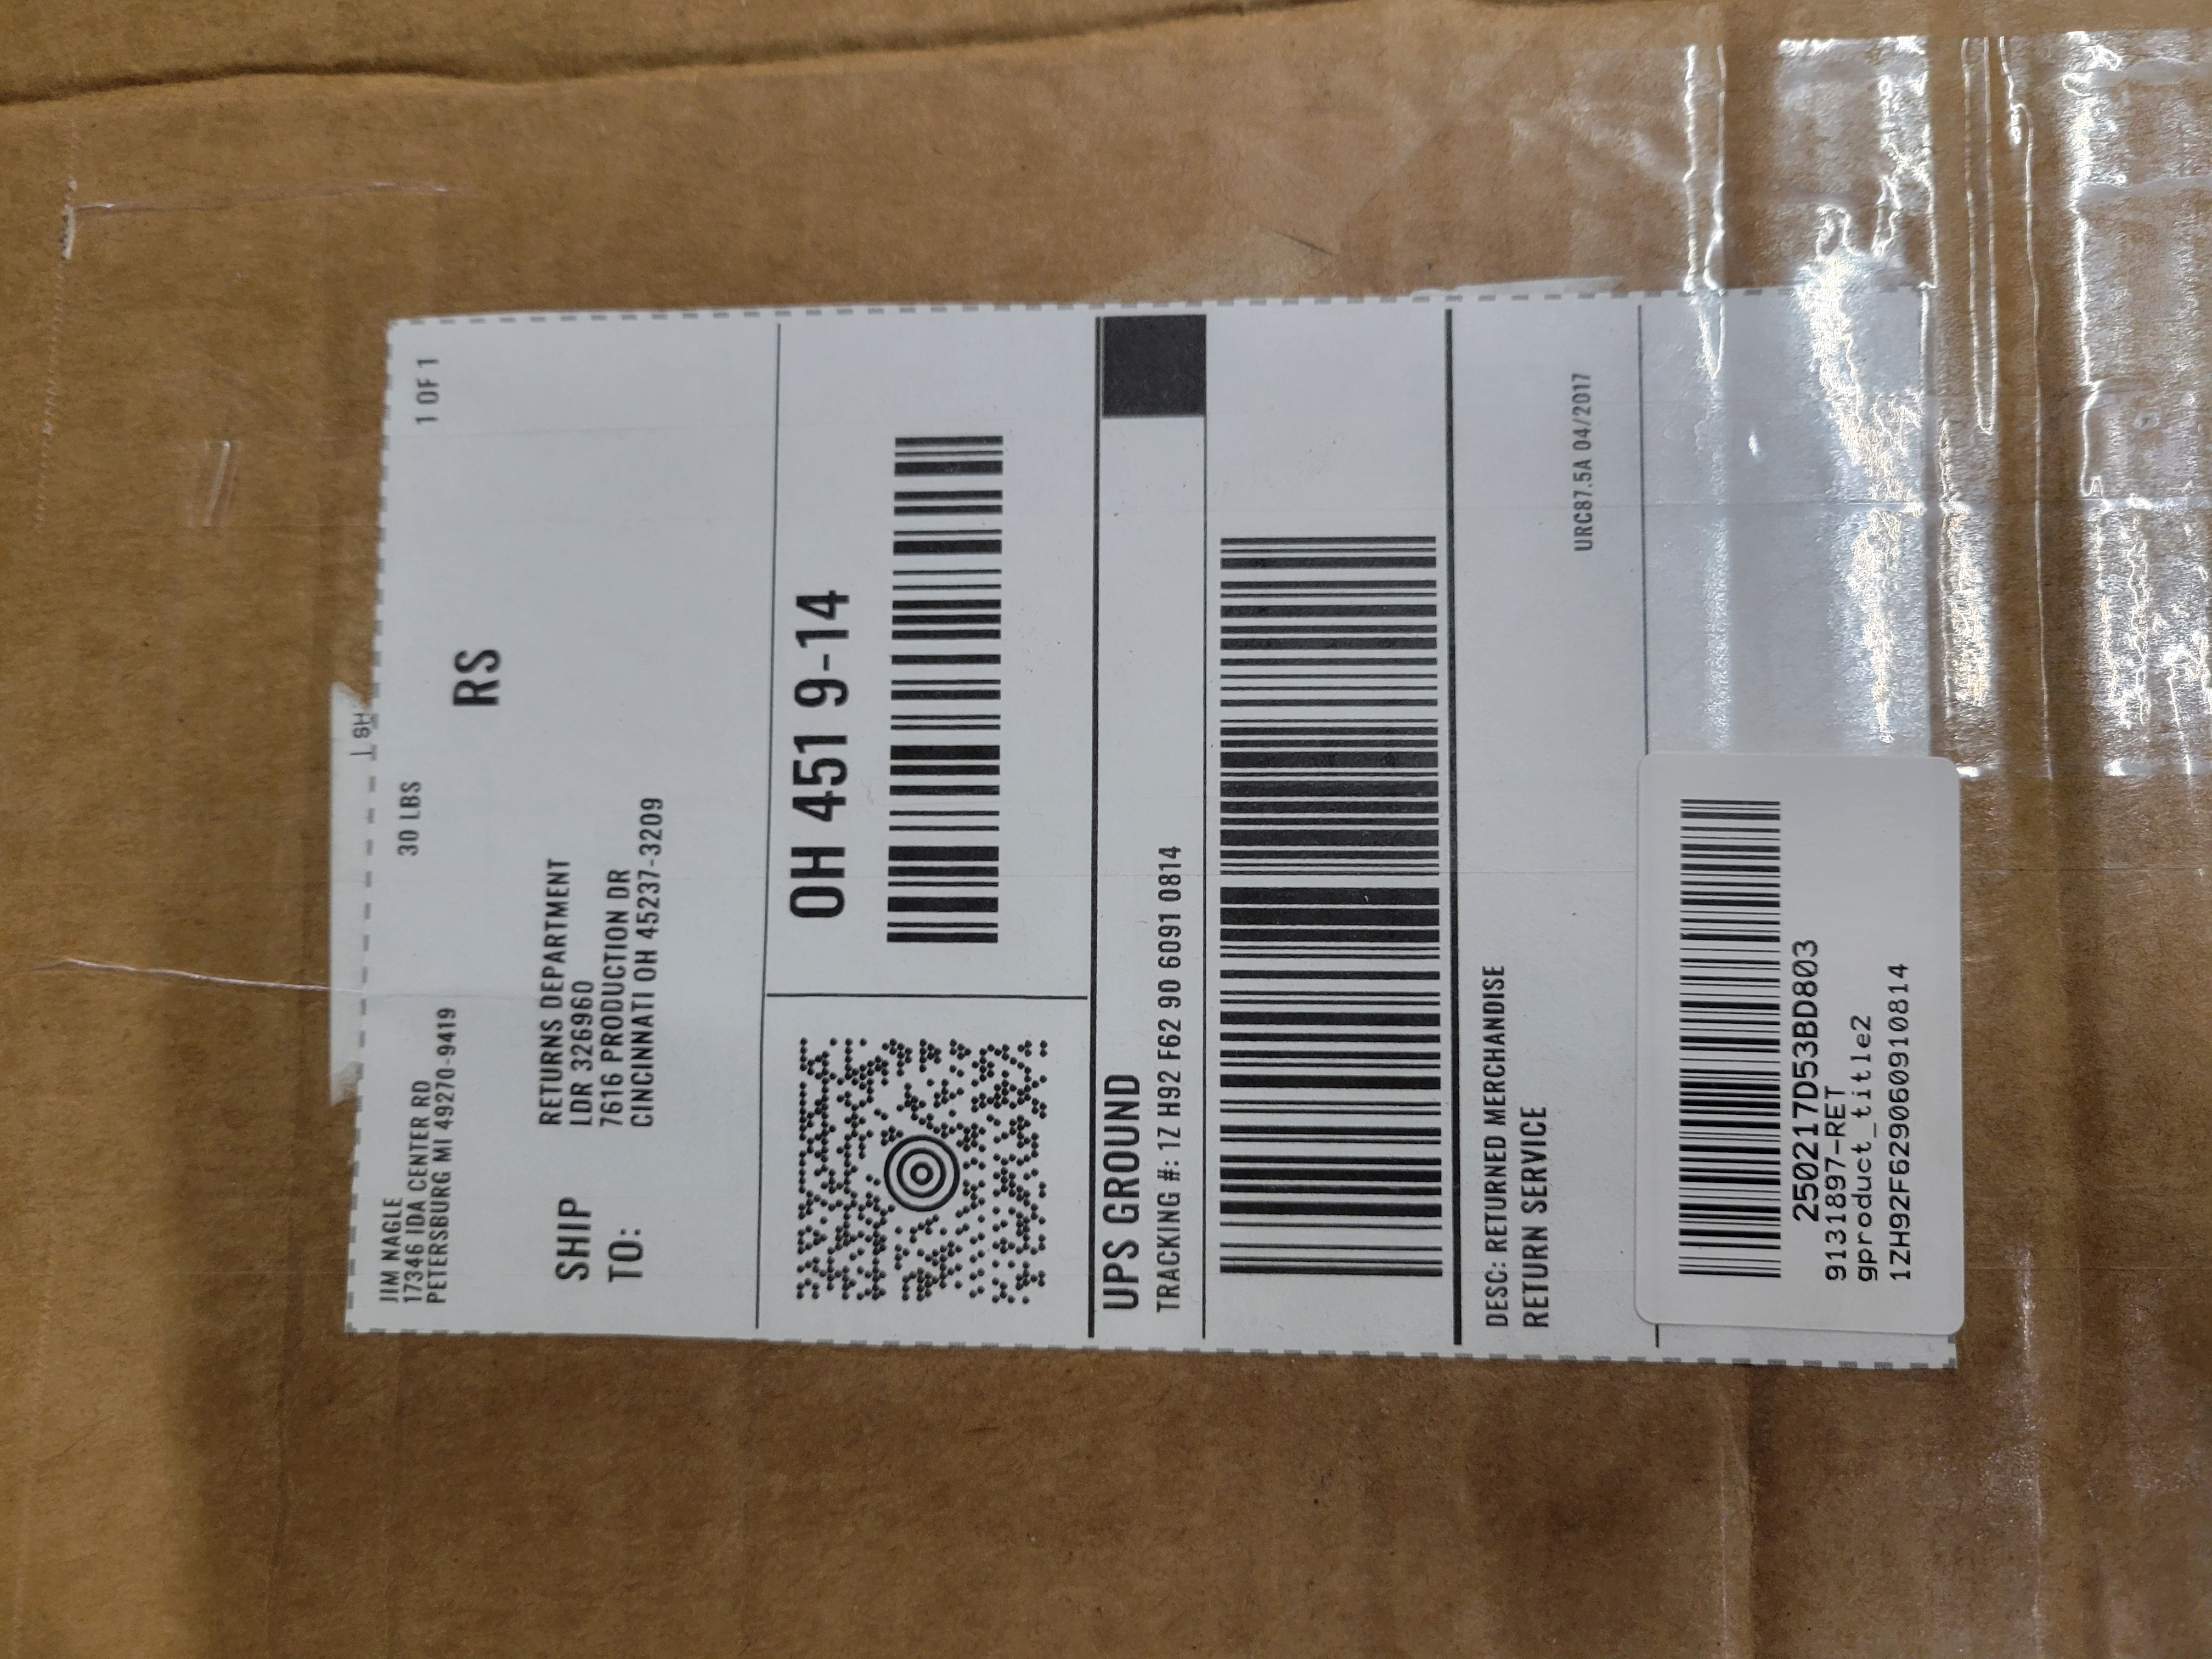 JIM NAGLE
17346 IDA CENTER RD
PETERSBURG MI 49270-9419
30 LBS
1 OF 1
RS
SHIP
TO:
RETURNS DEPARTMENT
LDR 326960
7616 PRODUCTION DR
CINCINNATI OH 45237-3209
OH 451 9-14
UPS GROUND
TRACKING #: 1Z H92 F62 90 6091 0814
DESC: RETURNED MERCHANDISE
RETURN SERVICE
URC87.5A 04/2017
250217D53BD803
9131897-RET
gproduct_title2
1ZH92F629060910814